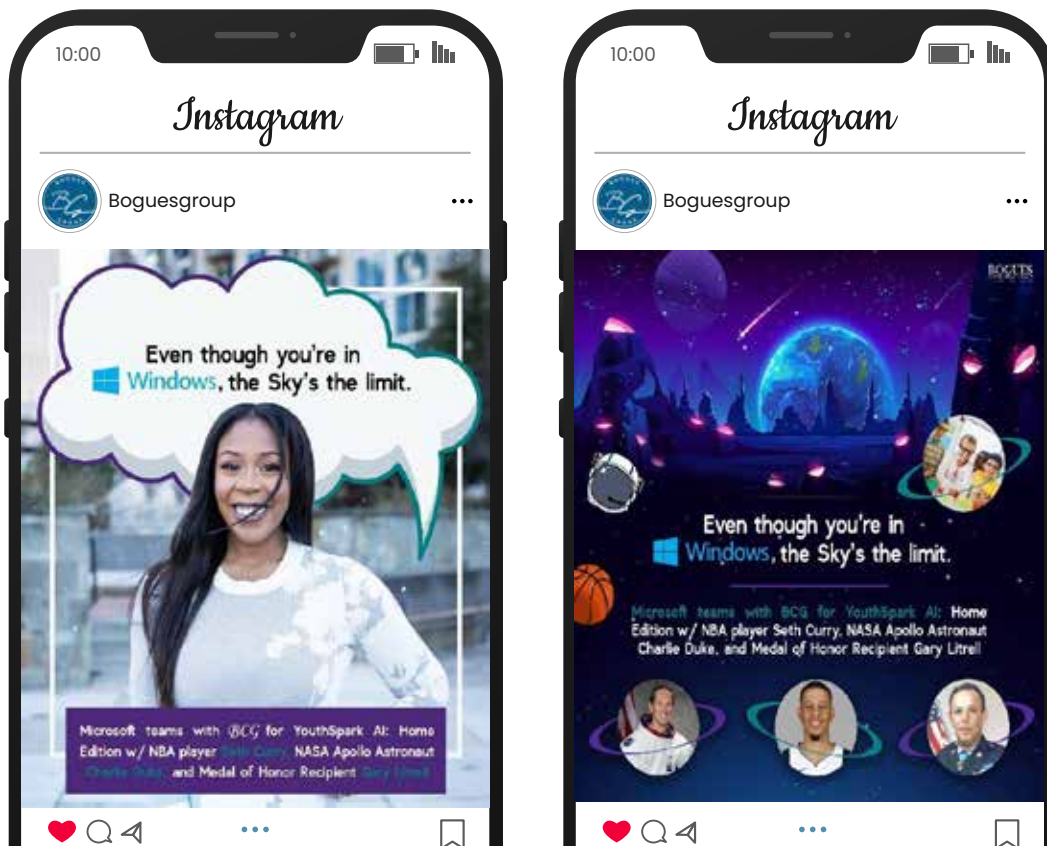 10:00
Instagram
Boguesgroup
Even though you're in
Windows, the Sky's the limit.
Microsoft teams with BCG for YouthSpark AI: Home
Edition w/ NBA player Seth Curry, NASA Apollo Astronaut
Charlie Duke, and Medal of Honor Recipient Gary Litrell
10:00
Instagram
Boguesgroup
BOGUES
Even though you're in
Windows, the Sky's the limit.
Microsoft teams with BCG for YouthSpark AI: Home
Edition w/ NBA player Seth Curry, NASA Apollo Astronaut
Charlie Duke, and Medal of Honor Recipient Gary Litrell